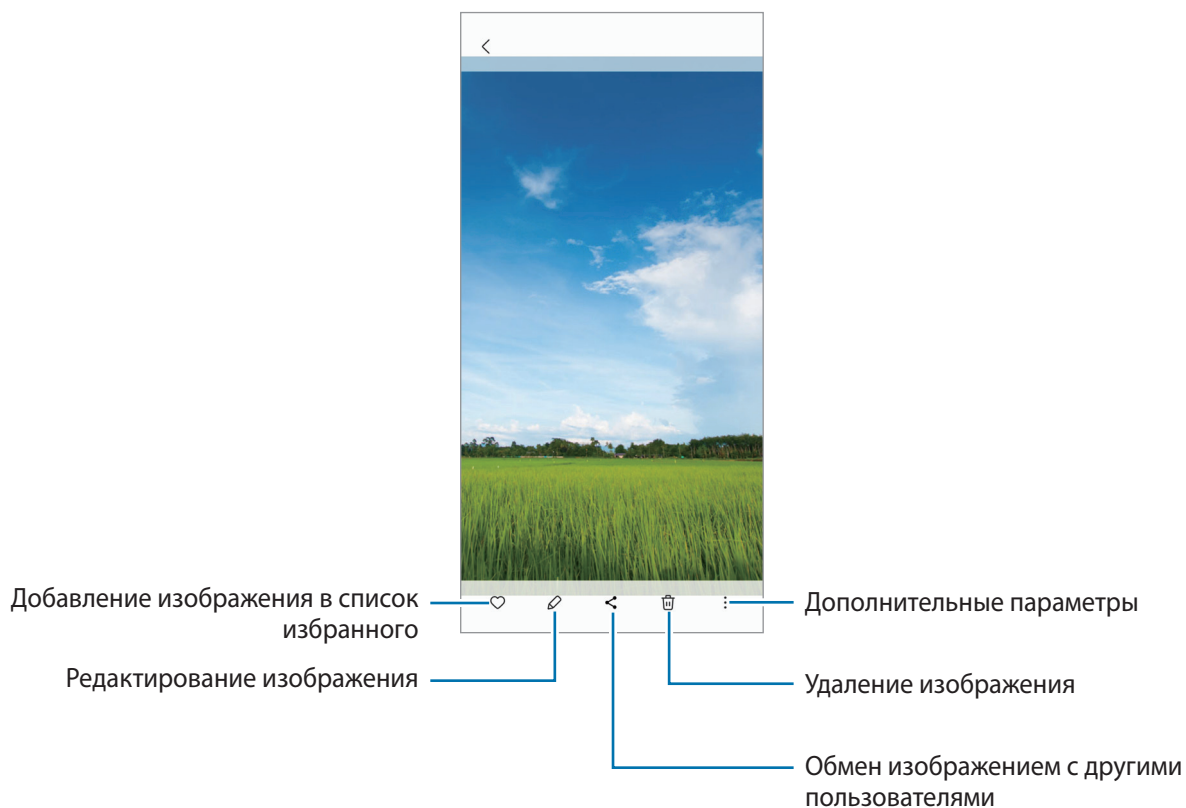 Добавление изображения в список
избранного
Редактирование изображения
Дополнительные параметры
Удаление изображения
Обмен изображением с другими
пользователями